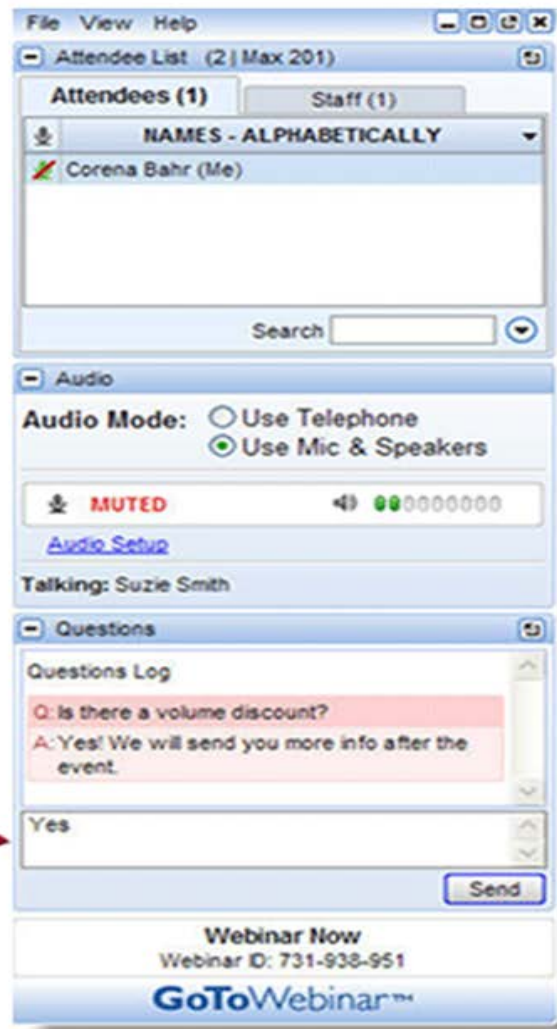 File View Help
Attendee List (2 | Max 201)
Attendees (1) Staff (1)
NAMES - ALPHABETICALLY
Corena Bahr (Me)
Search
Audio
Audio Mode: Use Telephone
Use Mic & Speakers
MUTED
Audio Setup
Talking: Suzie Smith
Questions
Questions Log
Q: Is there a volume discount?
A: Yes! We will send you more info after the
event.
Yes
Send
Webinar Now
Webinar ID: 731-938-951
GoToWebinar™